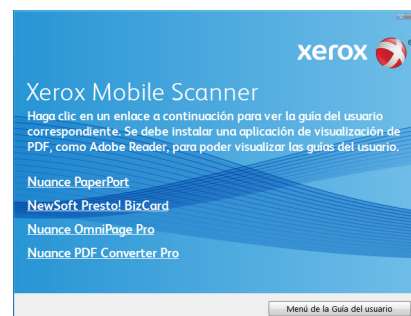 xerox
Xerox Mobile Scanner
Haga clic en un enlace a continuación para ver la guía del usuario
correspondiente. Se debe instalar una aplicación de visualización de
PDF, como Adobe Reader, para poder visualizar las guías del usuario.
Nuance PaperPort
NewSoft Presto! BizCard
Nuance OmniPage Pro
Nuance PDF Converter Pro
Menú de la Guía del usuario